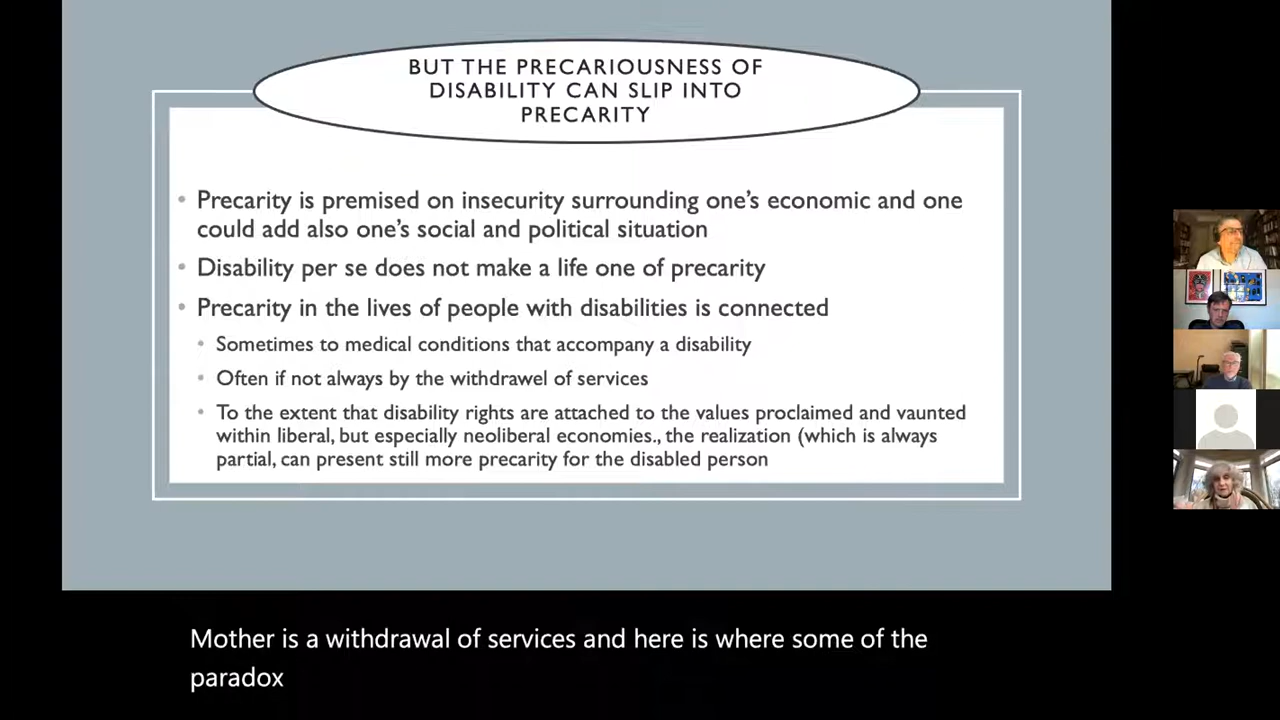 BUT THE PRECARIOUSNESS OF
DISABILITY CAN SLIP INTO
PRECARITY
• Precarity is premised on insecurity surrounding one's economic and one
could add also one's social and political situation
• Disability per se does not make a life one of precarity
• Precarity in the lives of people with disabilities is connected
• Sometimes to medical conditions that accompany a disability
• Often if not always by the withdrawel of services
• To the extent that disability rights are attached to the values proclaimed and vaunted
within liberal, but especially neoliberal economies., the realization (which is always
partial, can present still more precarity for the disabled person
Mother is a withdrawal of services and here is where some of the
paradox